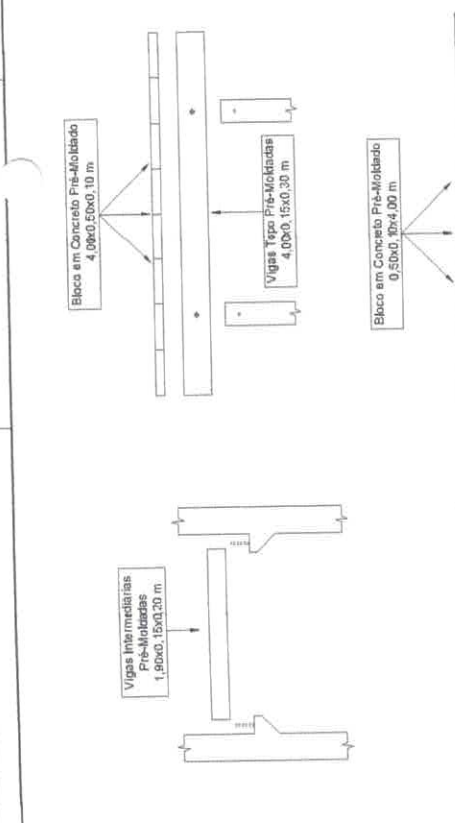 Bloco em Concreto Pré-Moldado
4,00x0,50x0,10 m
Vigas Topo Pré-Moldadas
4,00x0,15x0,30 m
Bloco em Concreto Pré-Moldado
0,50x0,10x4,00 m
Vigas Intermediárias
Pré-Moldadas
1,90x0,15x0,20 m